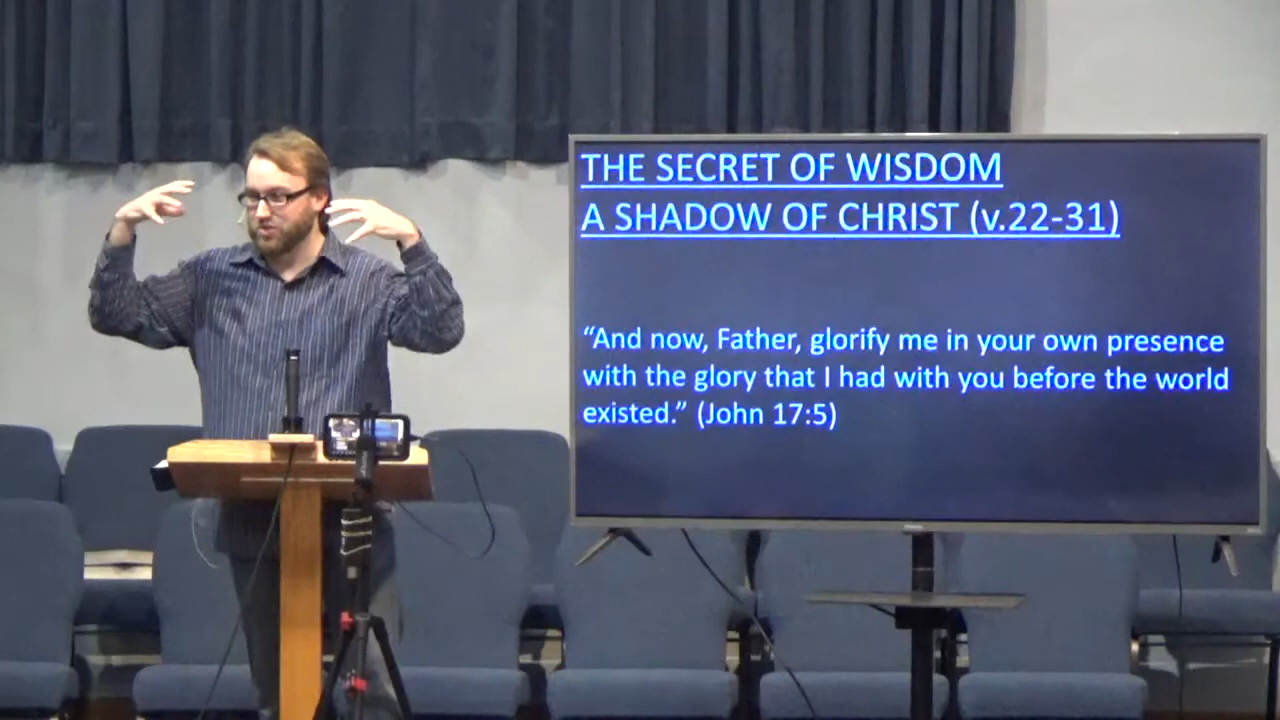 THE SECRET OF WISDOM
A SHADOW OF CHRIST (v.22-31)
“And now, Father, glorify me in your own presence
with the glory that I had with you before the world
existed.” (John 17:5)